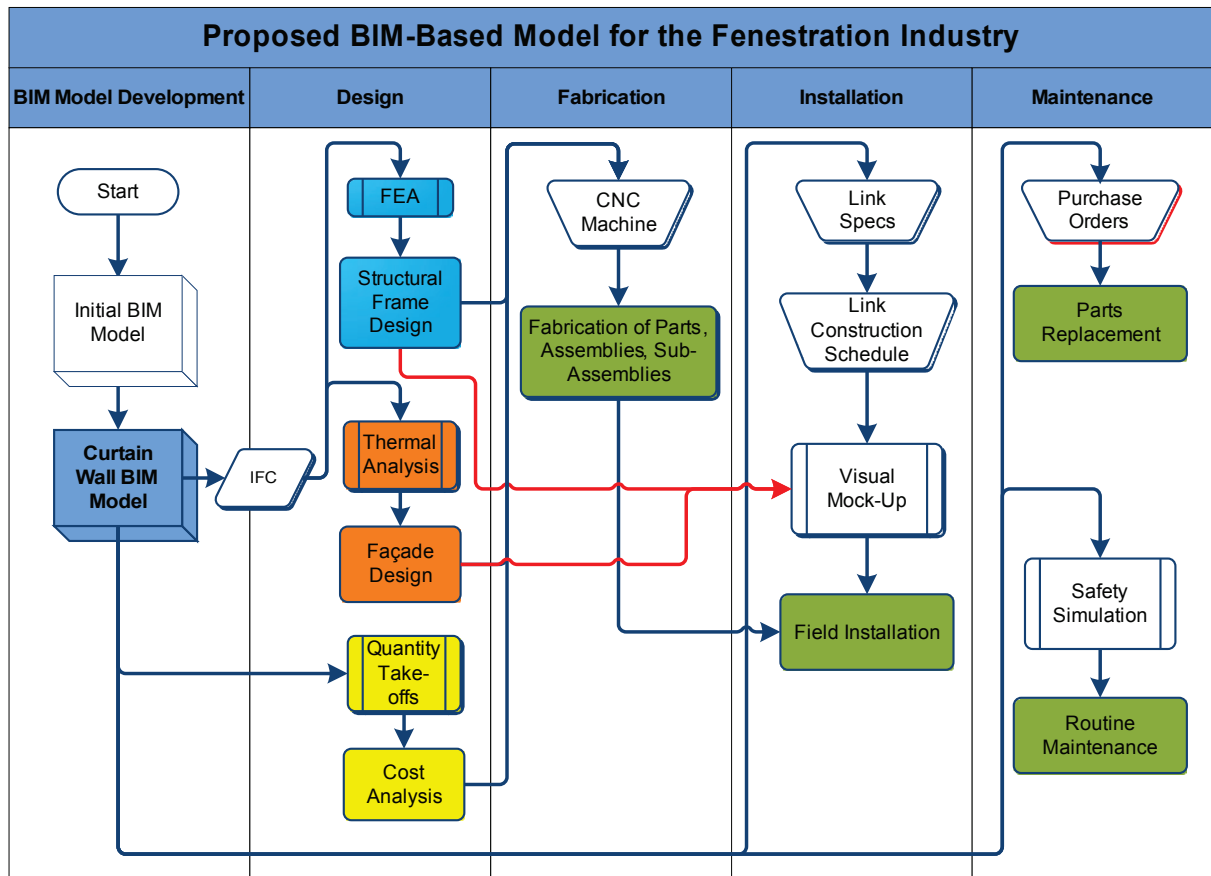 Proposed BIM-Based Model for the Fenestration Industry
BIM Model Development
Design
Fabrication
Installation
Maintenance
Start
Initial BIM
Model
Curtain
Wall BIM
Model
IFC
FEA
Structural
Frame
Design
Thermal
Analysis
Façade
Design
Quantity
Take-
offs
Cost
Analysis
CNC
Machine
Fabrication of Parts,
Assemblies, Sub-
Assemblies
Link
Specs
Link
Construction
Schedule
Visual
Mock-Up
Field Installation
Purchase
Orders
Parts
Replacement
Safety
Simulation
Routine
Maintenance